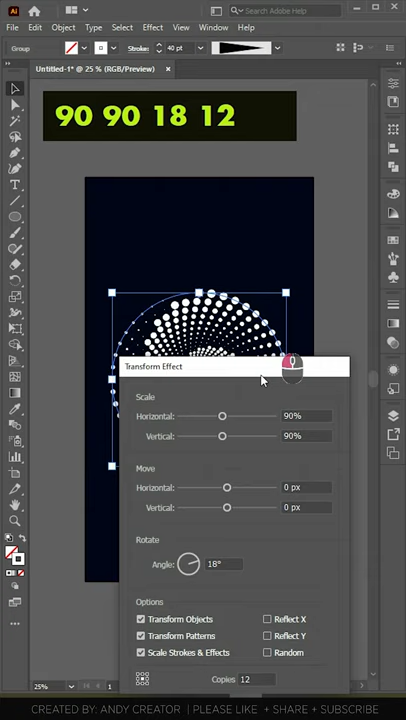 Ai
Search Adobe Help
File Edit Object Type Select Effect View Window
Group Stroke: 40 pt
Untitled-1* @ 25 % (RGB/Preview)
90 90 18 12
Transform Effect
Scale
Horizontal: 90%
Vertical: 90%
Move
Horizontal: 0 px
Vertical: 0 px
Rotate
Angle: 18°
Options
Transform Objects Reflect X
Transform Patterns Reflect Y
Scale Strokes & Effects Random
Copies 12
25% 1
CREATED BY: ANDY CREATOR | PLEASE LIKE + SHARE + SUBSCRIBE